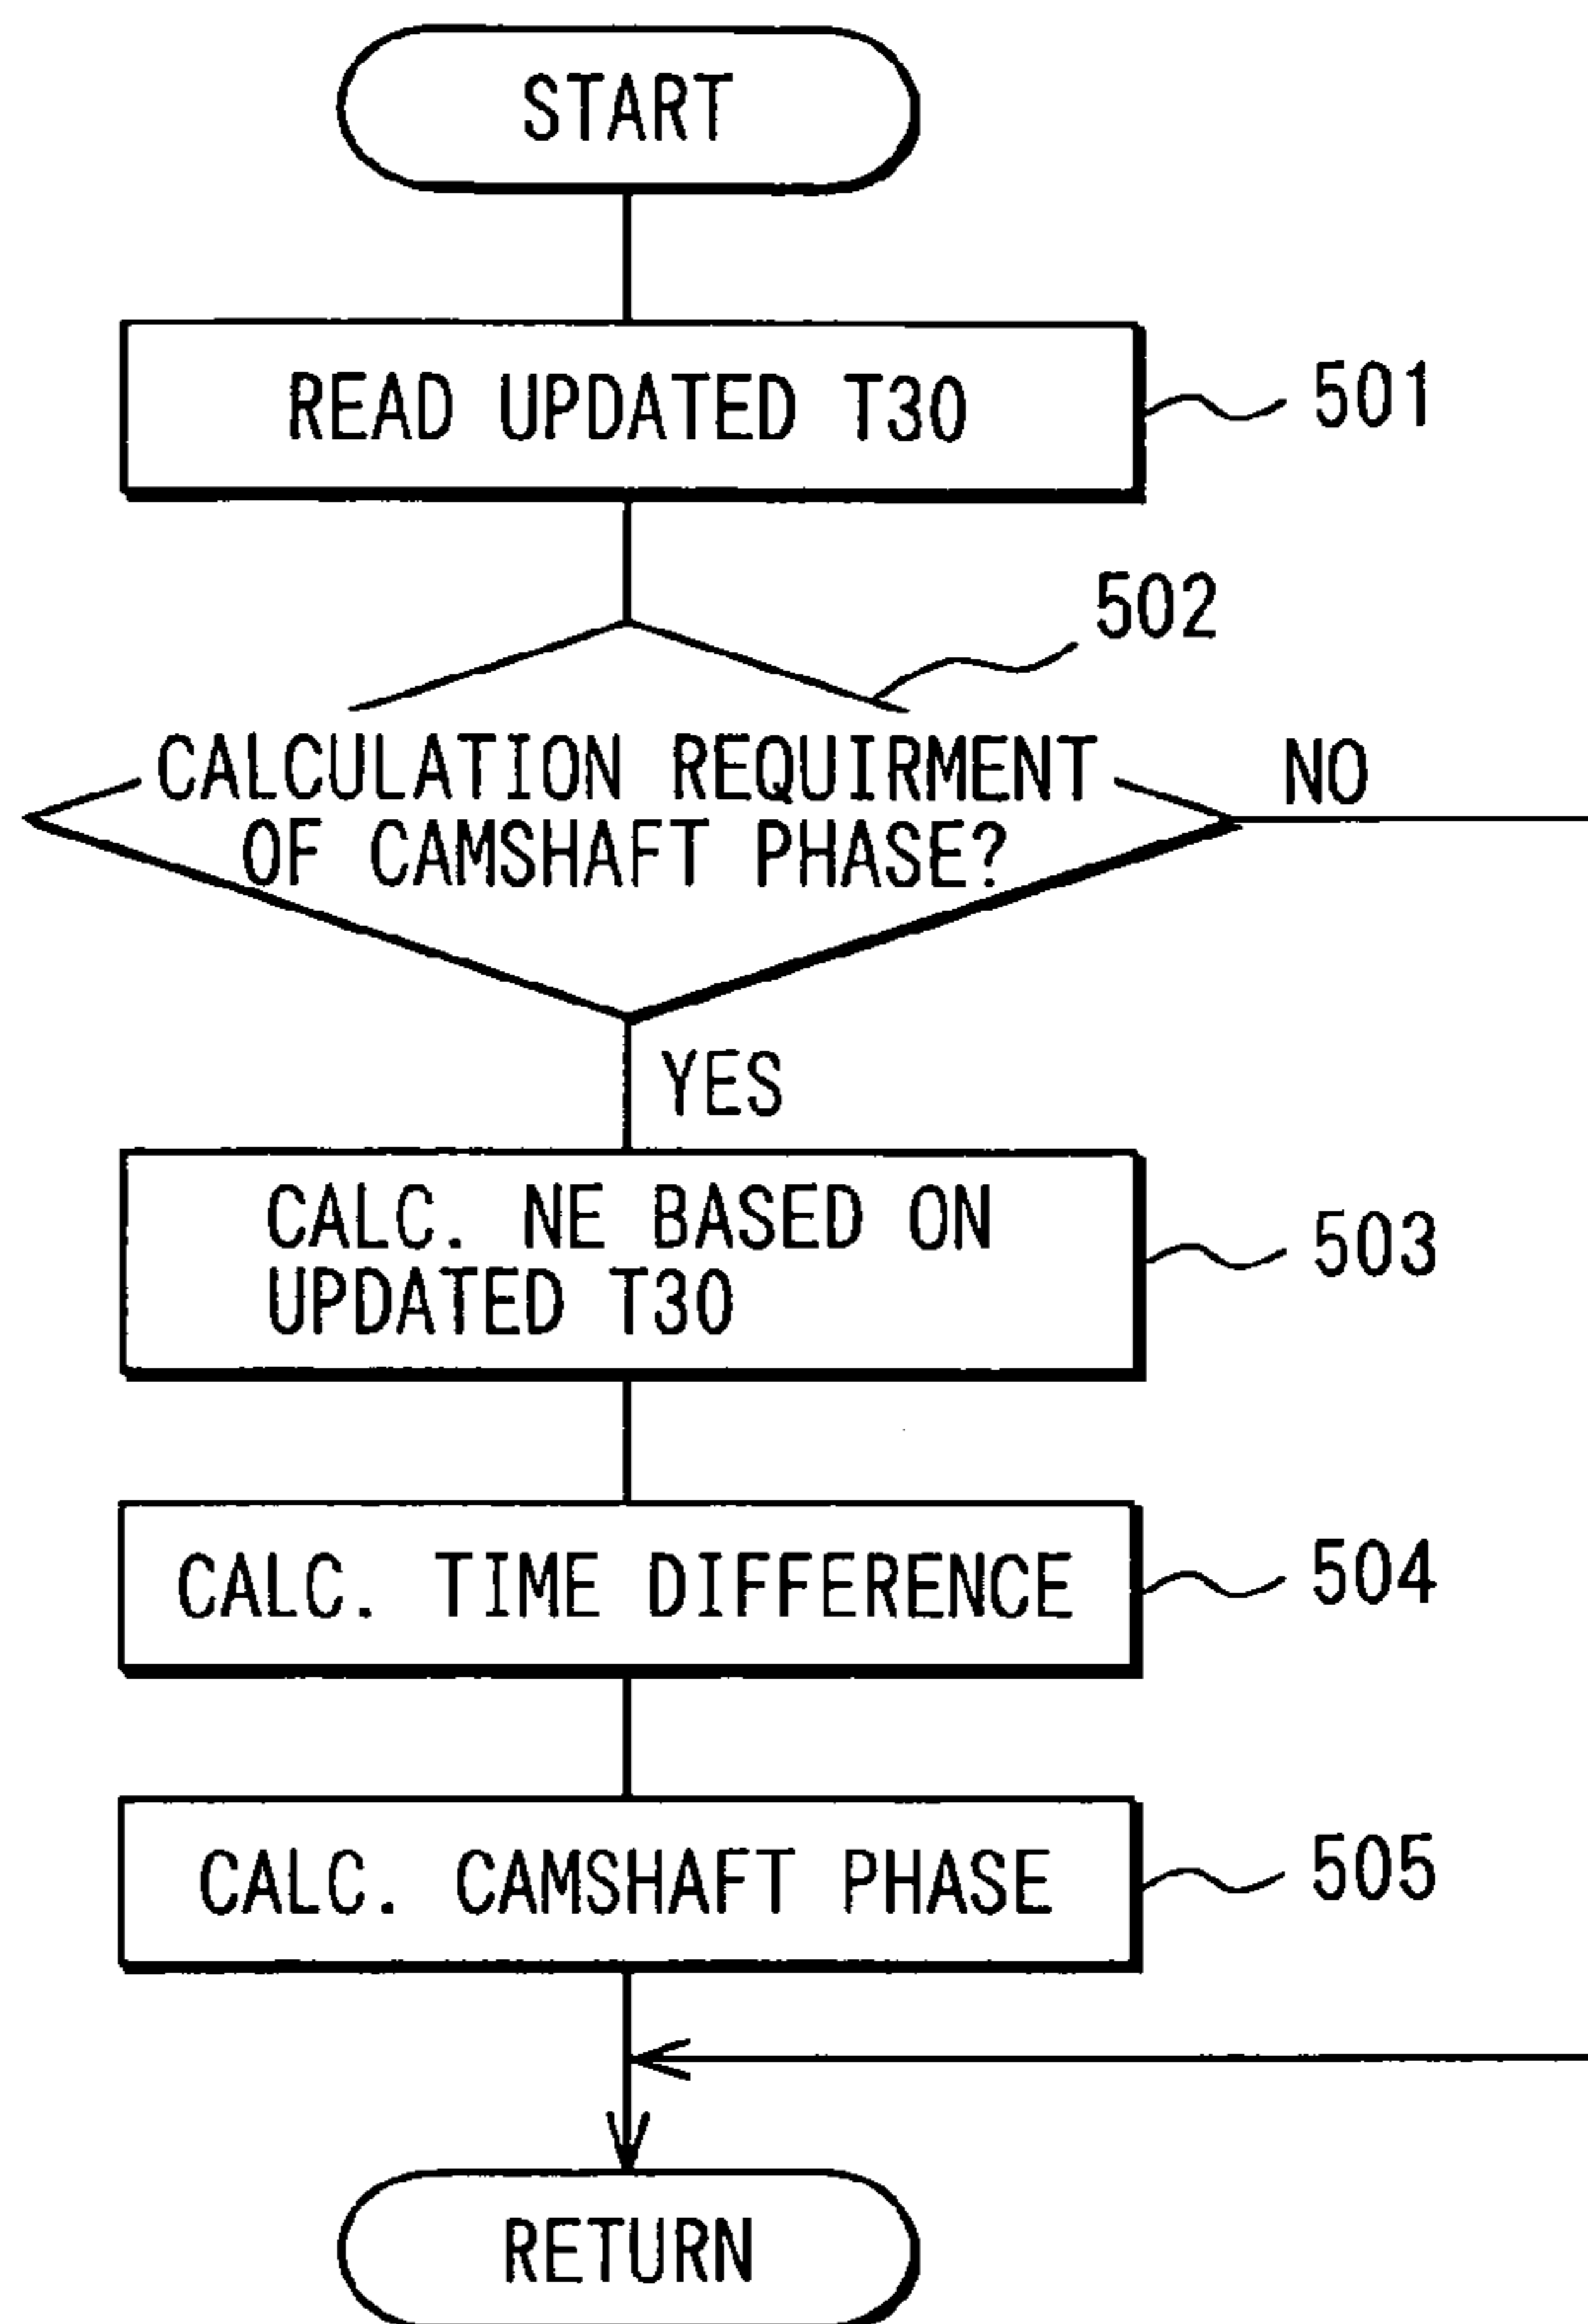 START
READ UPDATED T30
501
502
CALCULATION REQUIRMENT
OF CAMSHAFT PHASE?
NO
YES
CALC. NE BASED ON
UPDATED T30
503
CALC. TIME DIFFERENCE
504
CALC. CAMSHAFT PHASE
505
RETURN